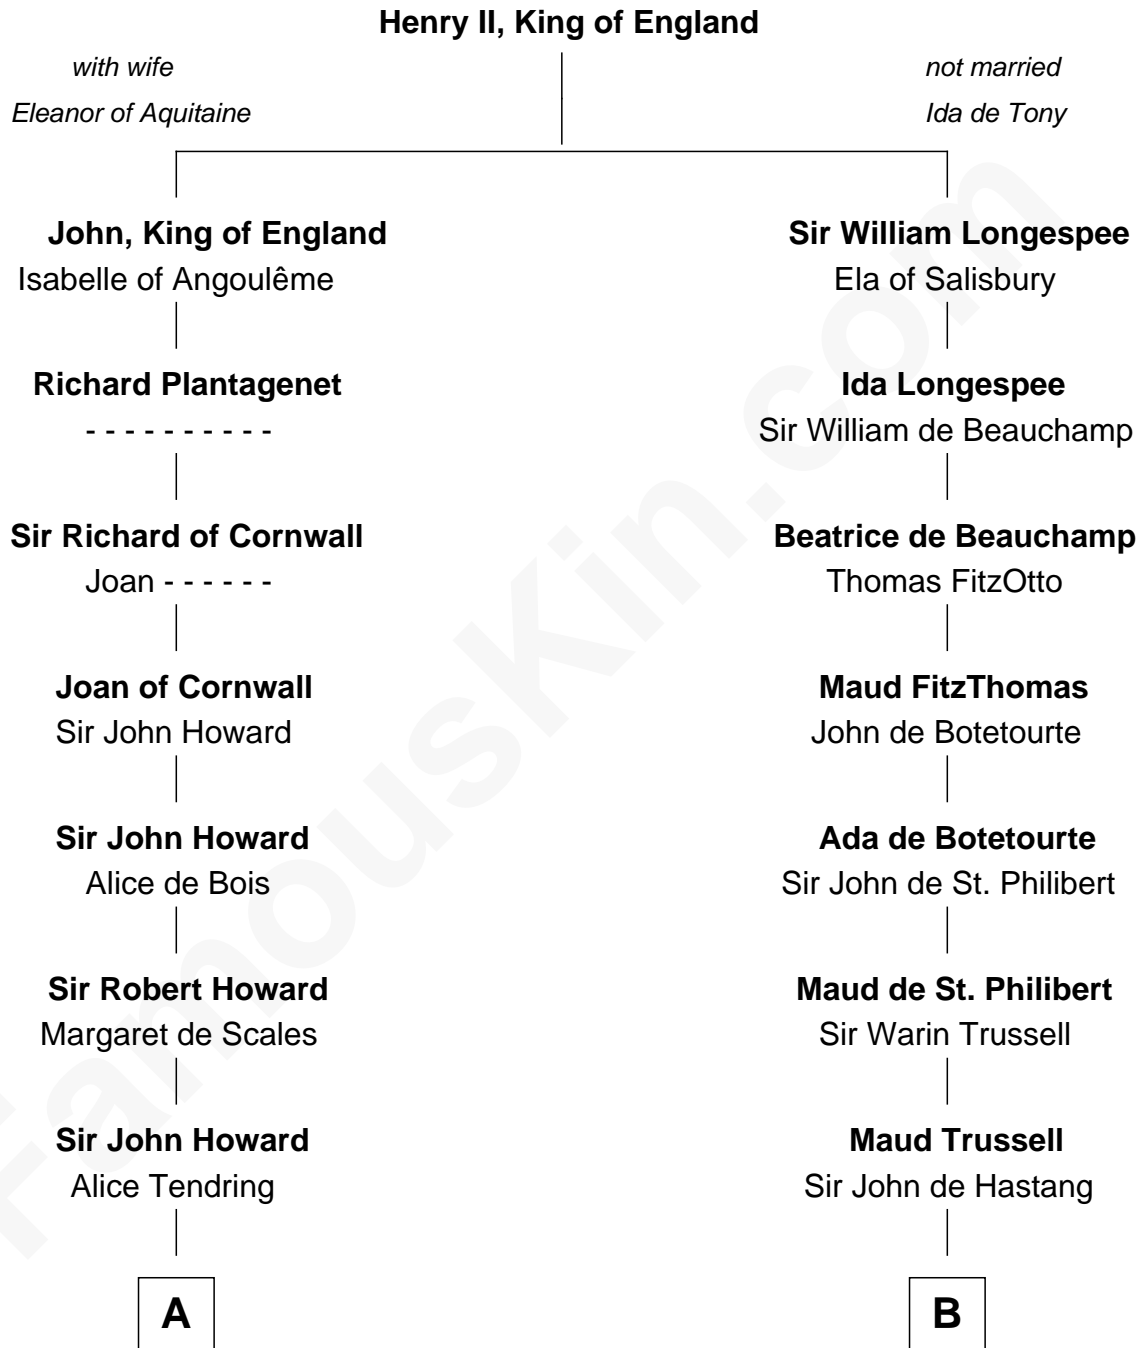 Henry II, King of England
with wife
Eleanor of Aquitaine
not married
Ida de Tony
John, King of England
Isabelle of Angoulême
Sir William Longespee
Ela of Salisbury
Richard Plantagenet
- - - - - - - - - -
Ida Longespee
Sir William de Beauchamp
Sir Richard of Cornwall
Joan - - - - - -
Beatrice de Beauchamp
Thomas FitzOtto
Joan of Cornwall
Sir John Howard
Maud FitzThomas
John de Botetourte
Sir John Howard
Alice de Bois
Ada de Botetourte
Sir John de St. Philibert
Sir Robert Howard
Margaret de Scales
Maud de St. Philibert
Sir Warin Trussell
Sir John Howard
Alice Tendring
Maud Trussell
Sir John de Hastang
A
B
FamousKin.com